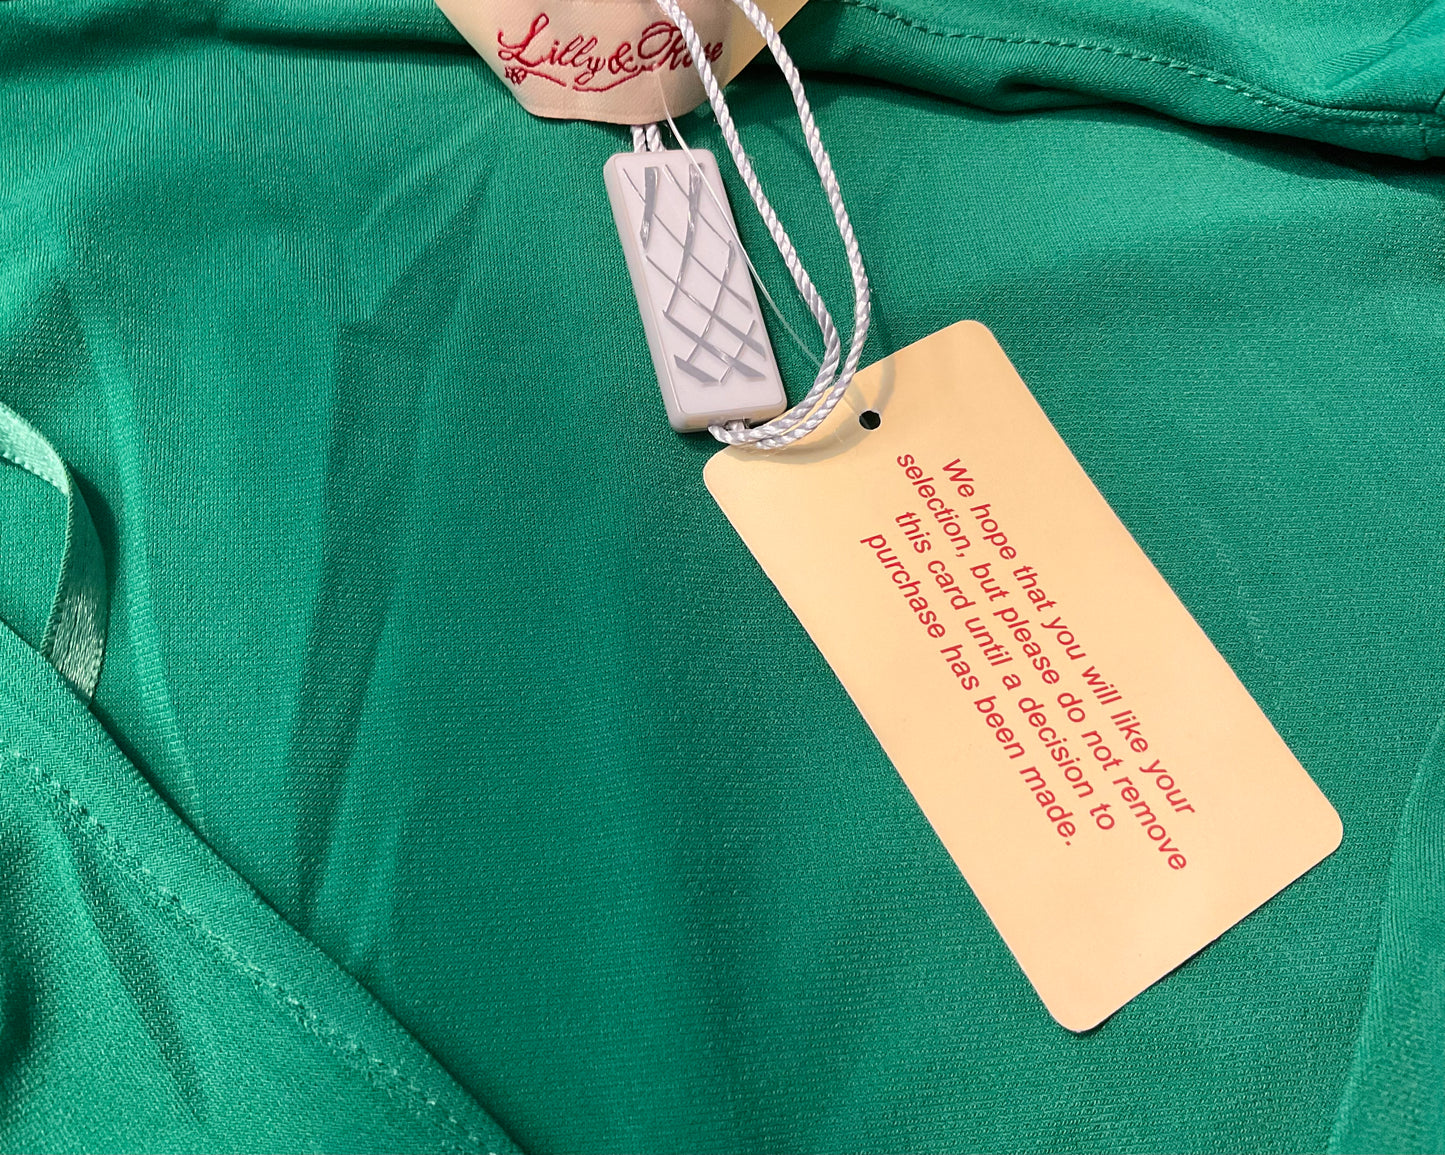 Lilly & Rose
We hope that you will like your
selection, but please do not remove
this card until a decision to
purchase has been made.